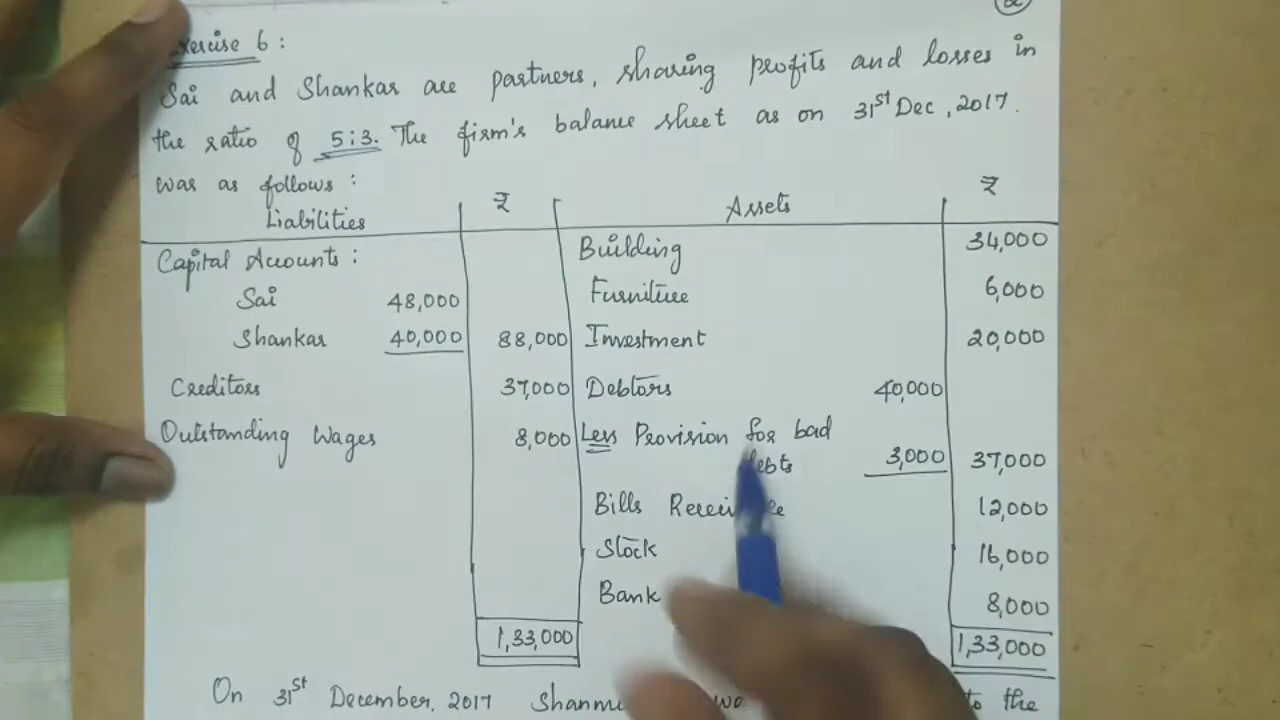 Exercise 6 :
Sai and Shankar are partners, sharing profits and losses in
the ratio of 5:3. The firm's balance sheet as on 31st Dec, 2017.
was as follows :
Liabilities ₹ Assets ₹
Capital Accounts : Building 34,000
Sai 48,000 Furniture 6,000
Shankar 40,000 88,000 Investment 20,000
Creditors 37,000 Debtors 40,000
Outstanding Wages 8,000 Less Provision for bad
debts 3,000 37,000
Bills 12,000
Stock 16,000
Bank 8,000
1,33,000 1,33,000
On 31st December, 2017 the